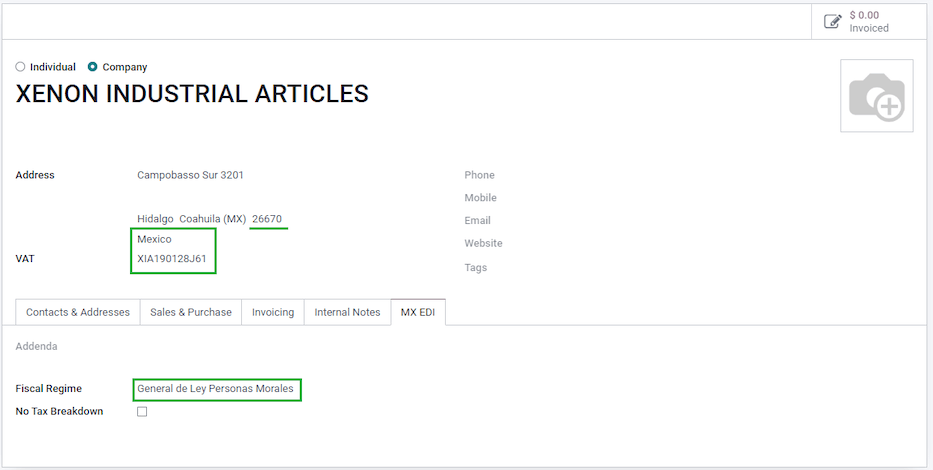 $ 0.00
Invoiced
Individual Company
XENON INDUSTRIAL ARTICLES
Address Campobasso Sur 3201 Phone
Mobile
Hidalgo Coahuila (MX) 26670 Email
Mexico Website
VAT XIA190128J61
Tags
Contacts & Addresses Sales & Purchase Invoicing Internal Notes MX EDI
Addenda
Fiscal Regime General de Ley Personas Morales
No Tax Breakdown